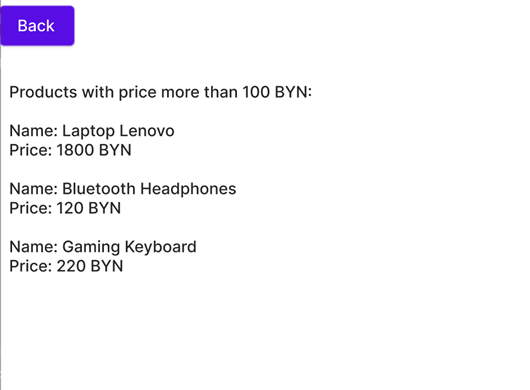 Back
Products with price more than 100 BYN:
Name: Laptop Lenovo
Price: 1800 BYN
Name: Bluetooth Headphones
Price: 120 BYN
Name: Gaming Keyboard
Price: 220 BYN